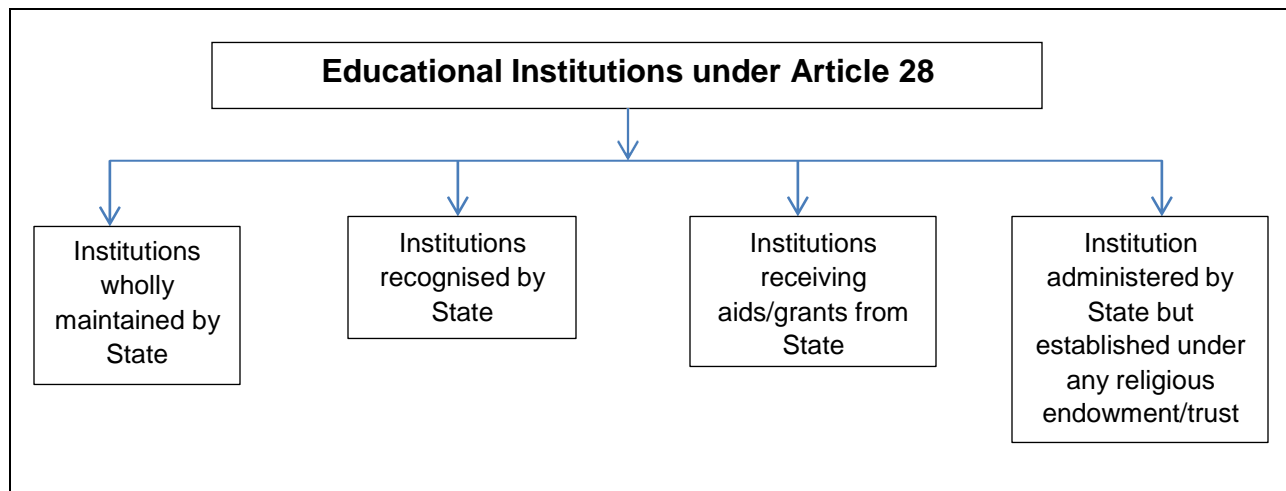 Educational Institutions under Article 28
Institutions
wholly
maintained by
State
Institutions
recognised by
State
Institutions
receiving
aids/grants from
State
Institution
administered by
State but
established under
any religious
endowment/trust